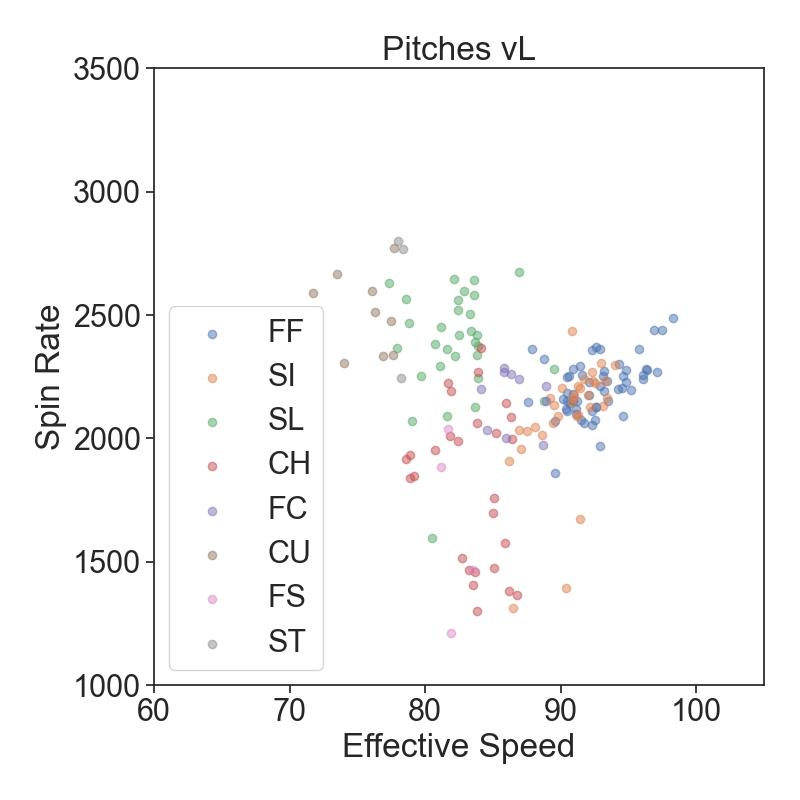 Pitches vL
3500
3000
2500
2000
1500
1000
Spin Rate
FF
SI
SL
CH
FC
CU
FS
ST
60 70 80 90 100
Effective Speed